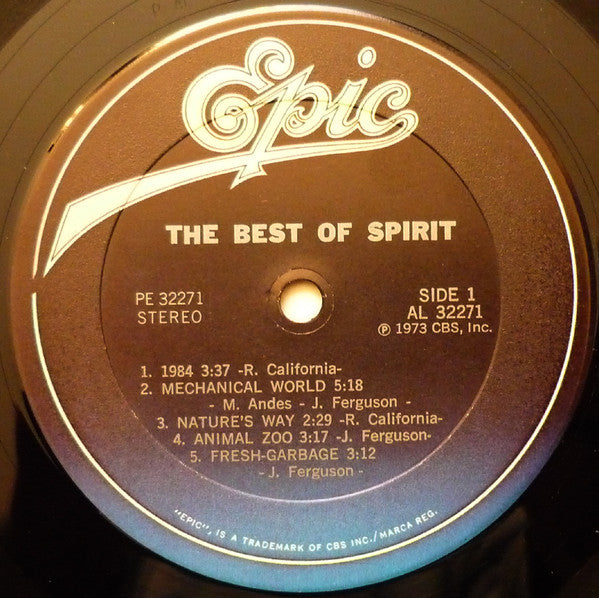 Epic
THE BEST OF SPIRIT
PE 32271
STEREO
SIDE 1
AL 32271
℗ 1973 CBS, Inc.
1. 1984 3:37 -R. California-
2. MECHANICAL WORLD 5:18
- M. Andes - J. Ferguson -
3. NATURE'S WAY 2:29 -R. California-
4. ANIMAL ZOO 3:17 -J. Ferguson-
5. FRESH-GARBAGE 3:12
- J. Ferguson -
"EPIC", IS A TRADEMARK OF CBS INC./MARCA REG.